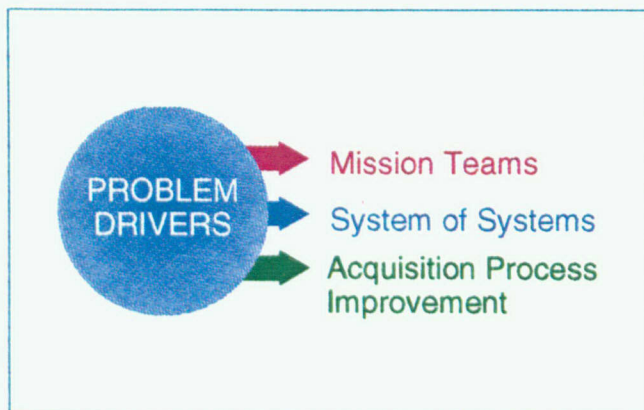 PROBLEM
DRIVERS
Mission Teams
System of Systems
Acquisition Process
Improvement